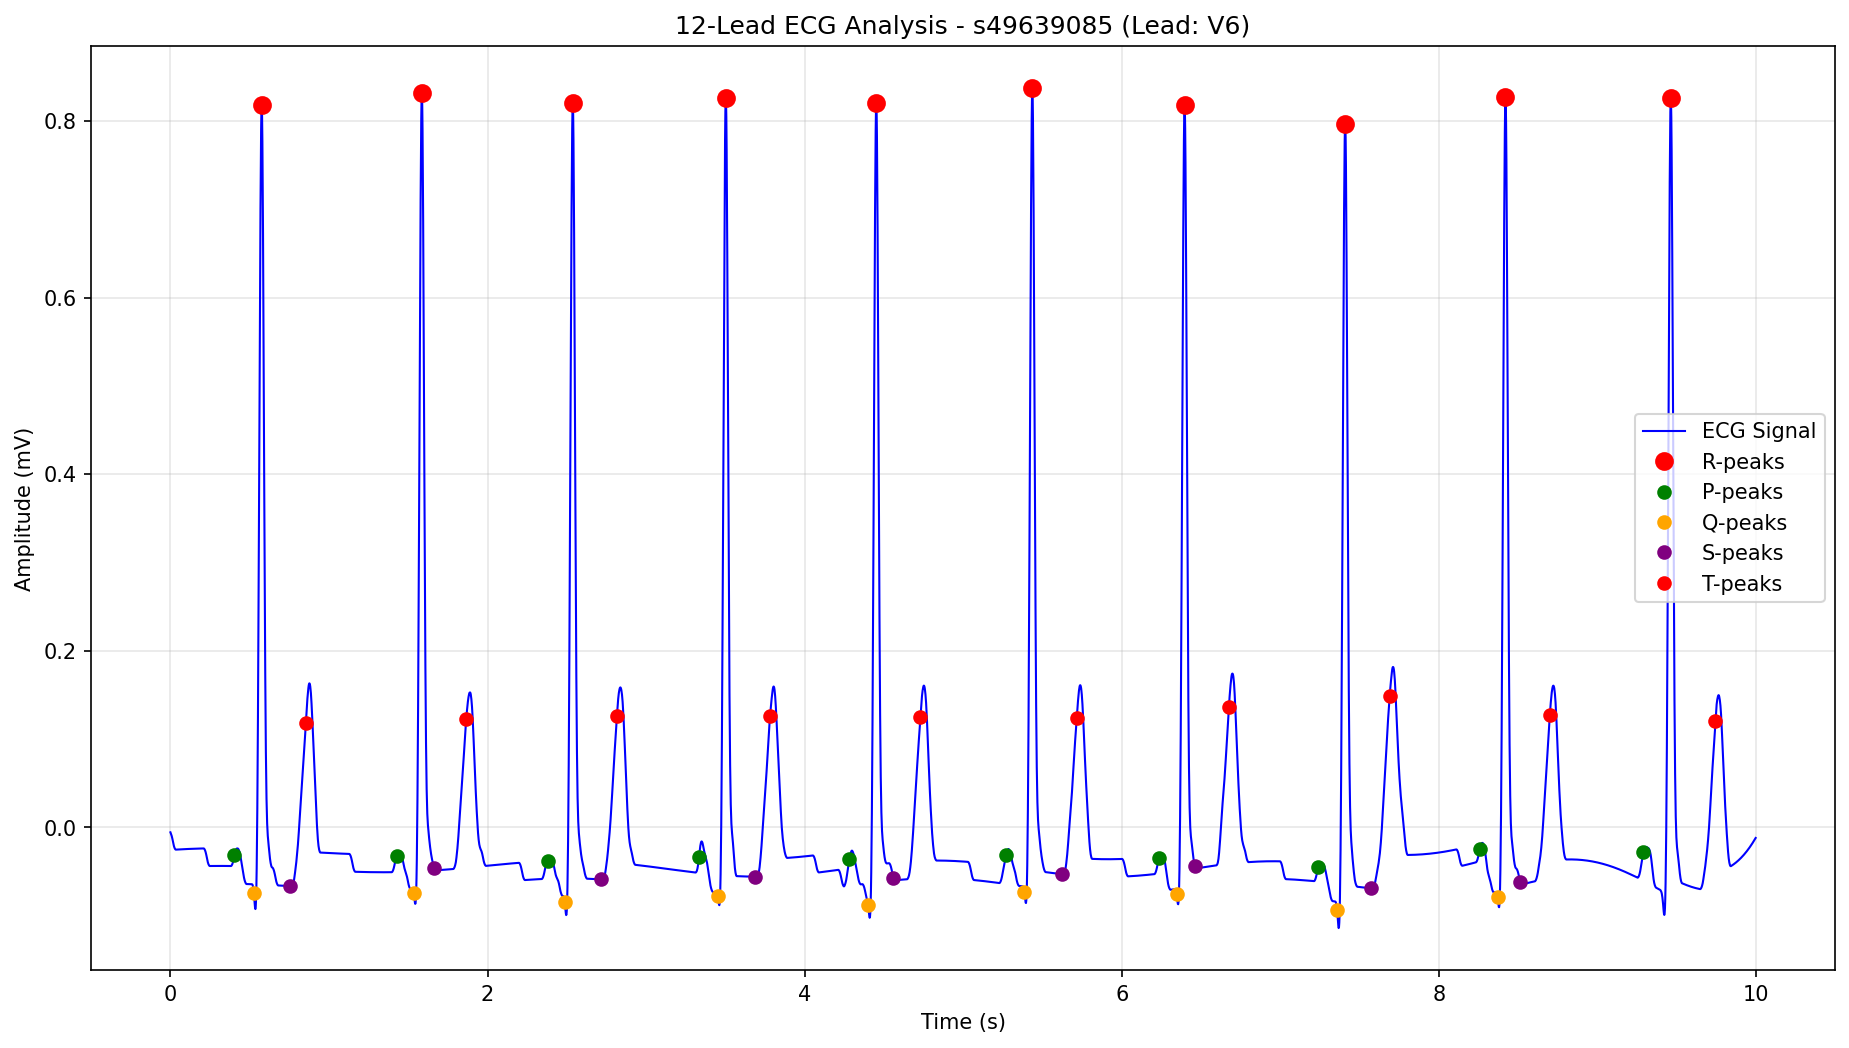 12-Lead ECG Analysis - s49639085 (Lead: V6)
Amplitude (mV)
0.8
0.6
0.4
0.2
0.0
ECG Signal
R-peaks
P-peaks
Q-peaks
S-peaks
T-peaks
0 2 4 6 8 10
Time (s)